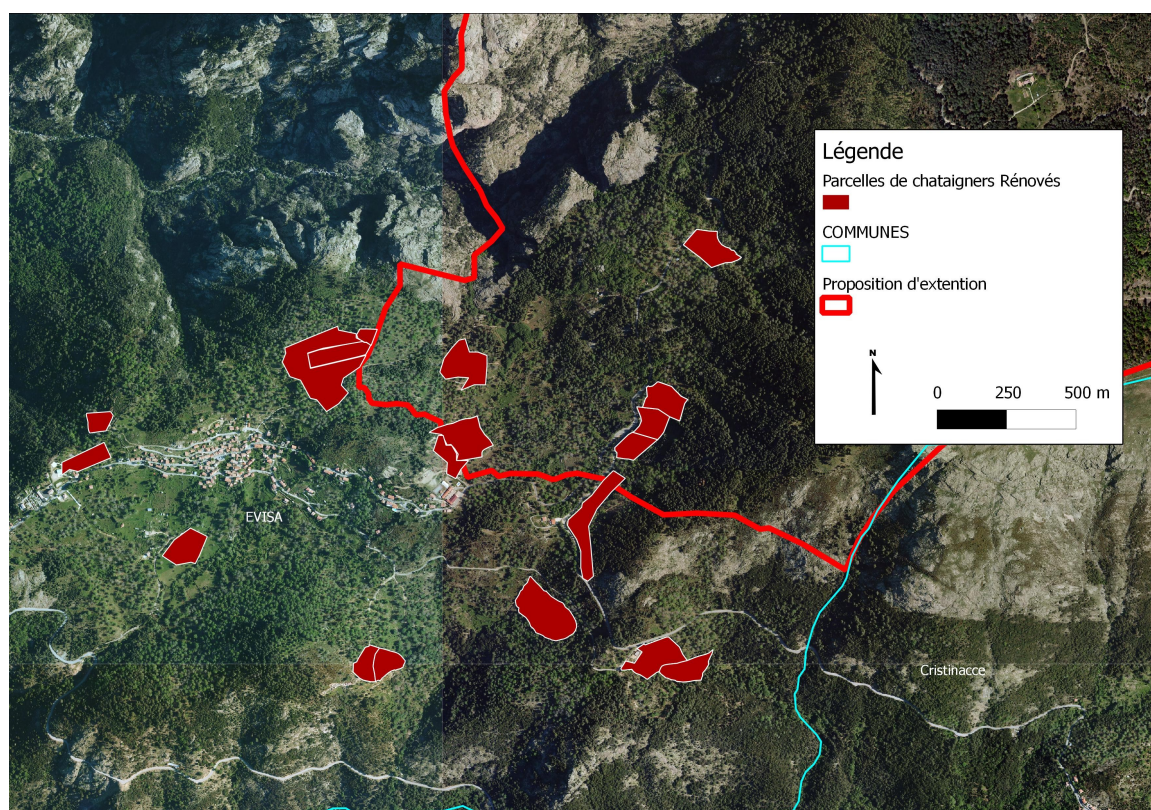 Légende
Parcelles de chataigners Rénovés
COMMUNES
Proposition d'extention
N
0 250 500 m
EVISA
Cristinacce